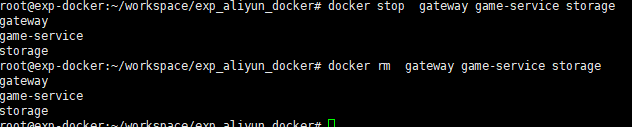 root@exp-docker:~/workspace/exp_aliyun_docker# docker stop  gateway game-service storage
gateway
game-service
storage
root@exp-docker:~/workspace/exp_aliyun_docker# docker rm  gateway game-service storage
gateway
game-service
storage
root@exp-docker:~/workspace/exp_aliyun_docker#